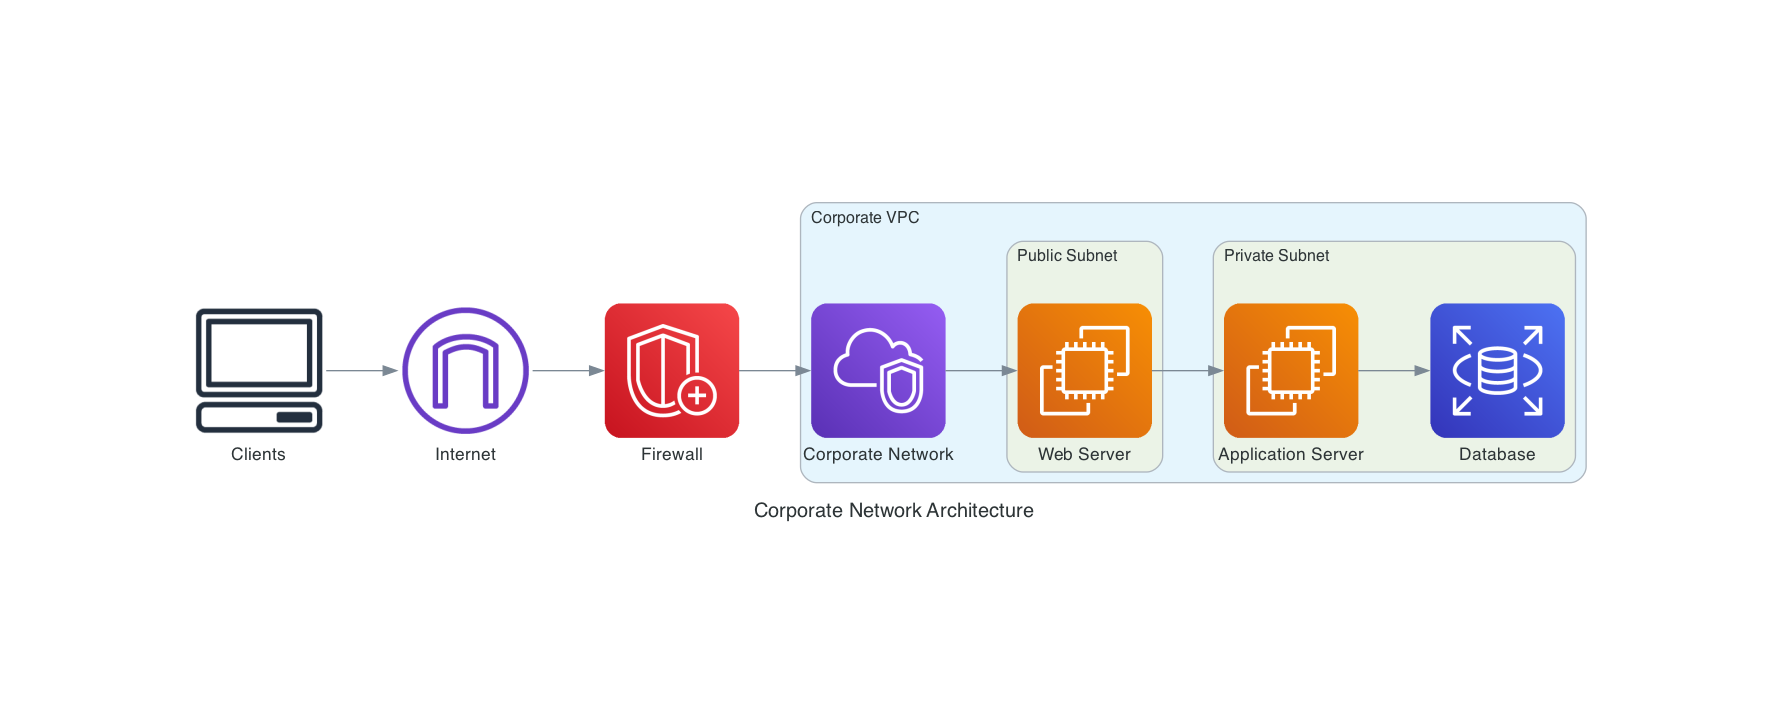 Corporate VPC
Public Subnet
Private Subnet
Clients
Internet
Firewall
Corporate Network
Web Server
Application Server
Database
Corporate Network Architecture